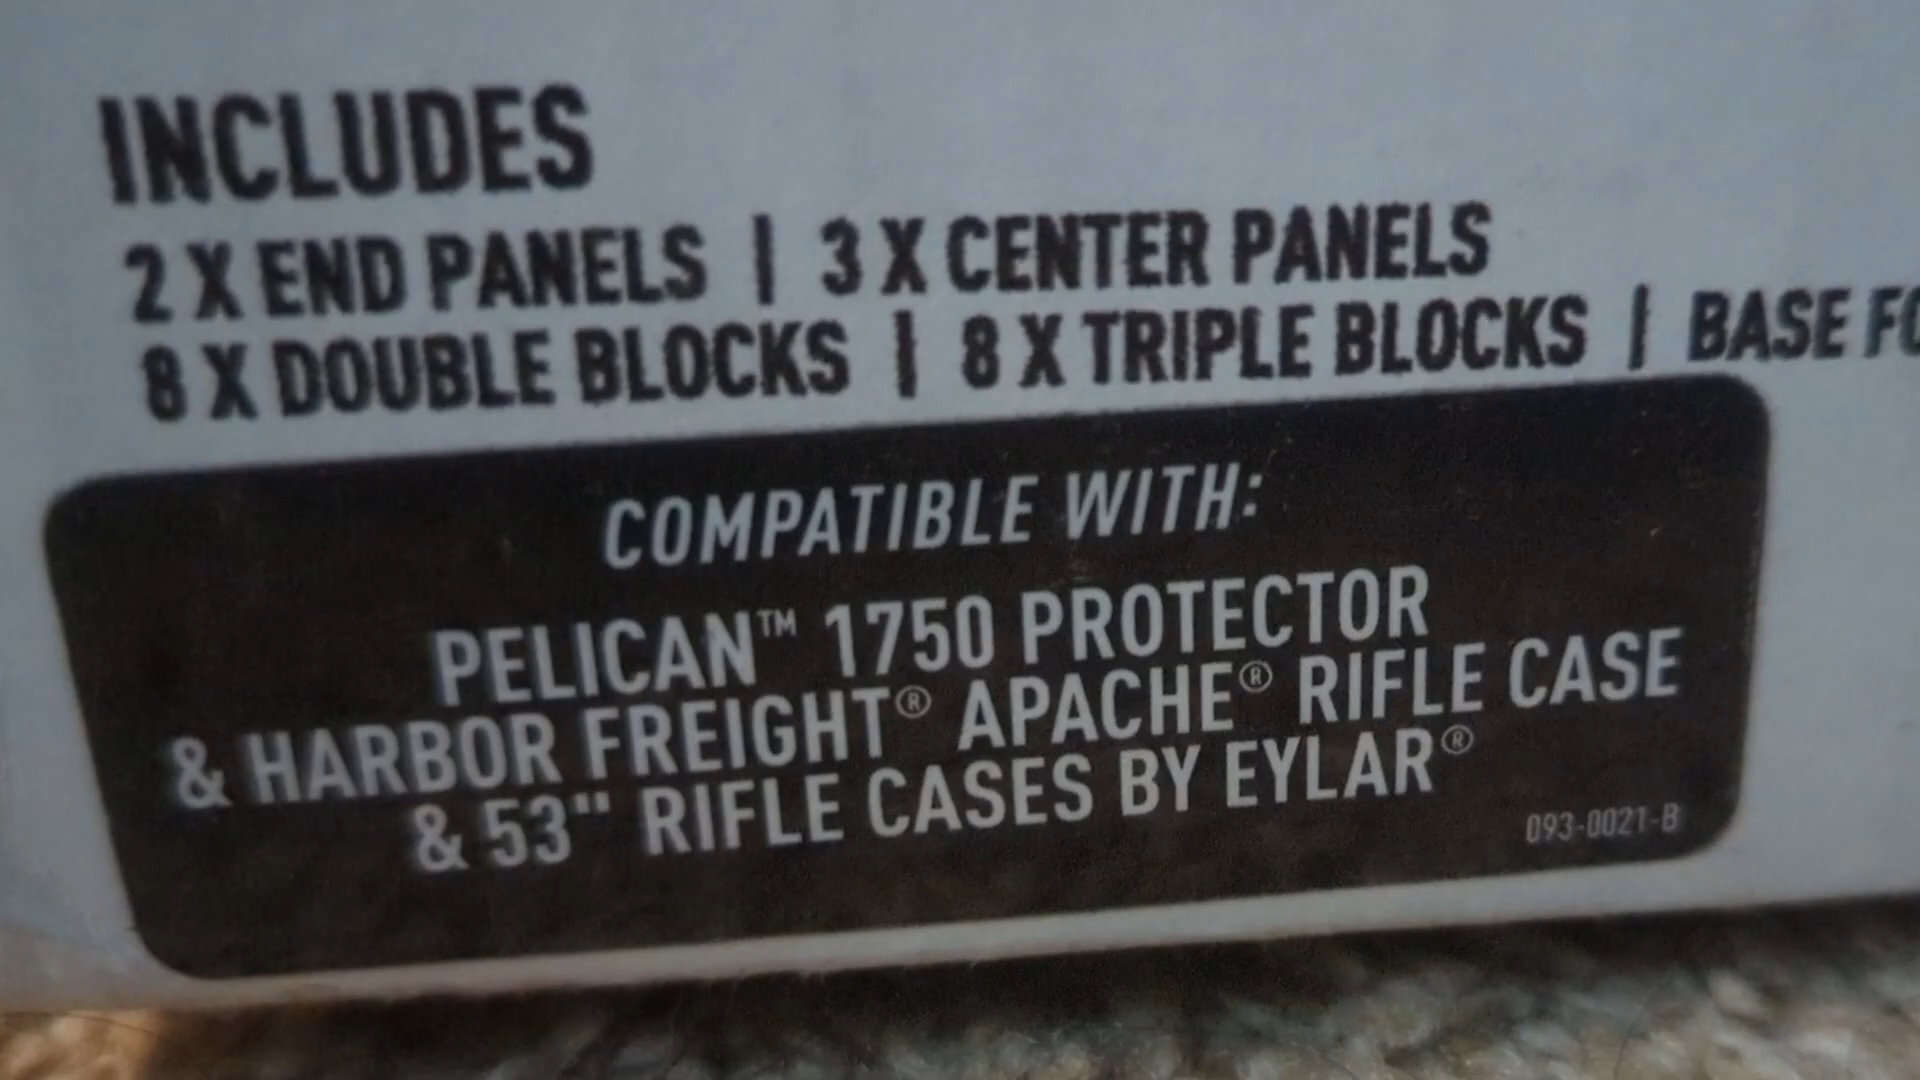 INCLUDES
2 X END PANELS | 3 X CENTER PANELS
8 X DOUBLE BLOCKS | 8 X TRIPLE BLOCKS | BASE
COMPATIBLE WITH:
PELICAN™ 1750 PROTECTOR
& HARBOR FREIGHT® APACHE® RIFLE CASE
& 53" RIFLE CASES BY EYLAR®
093-0021-B